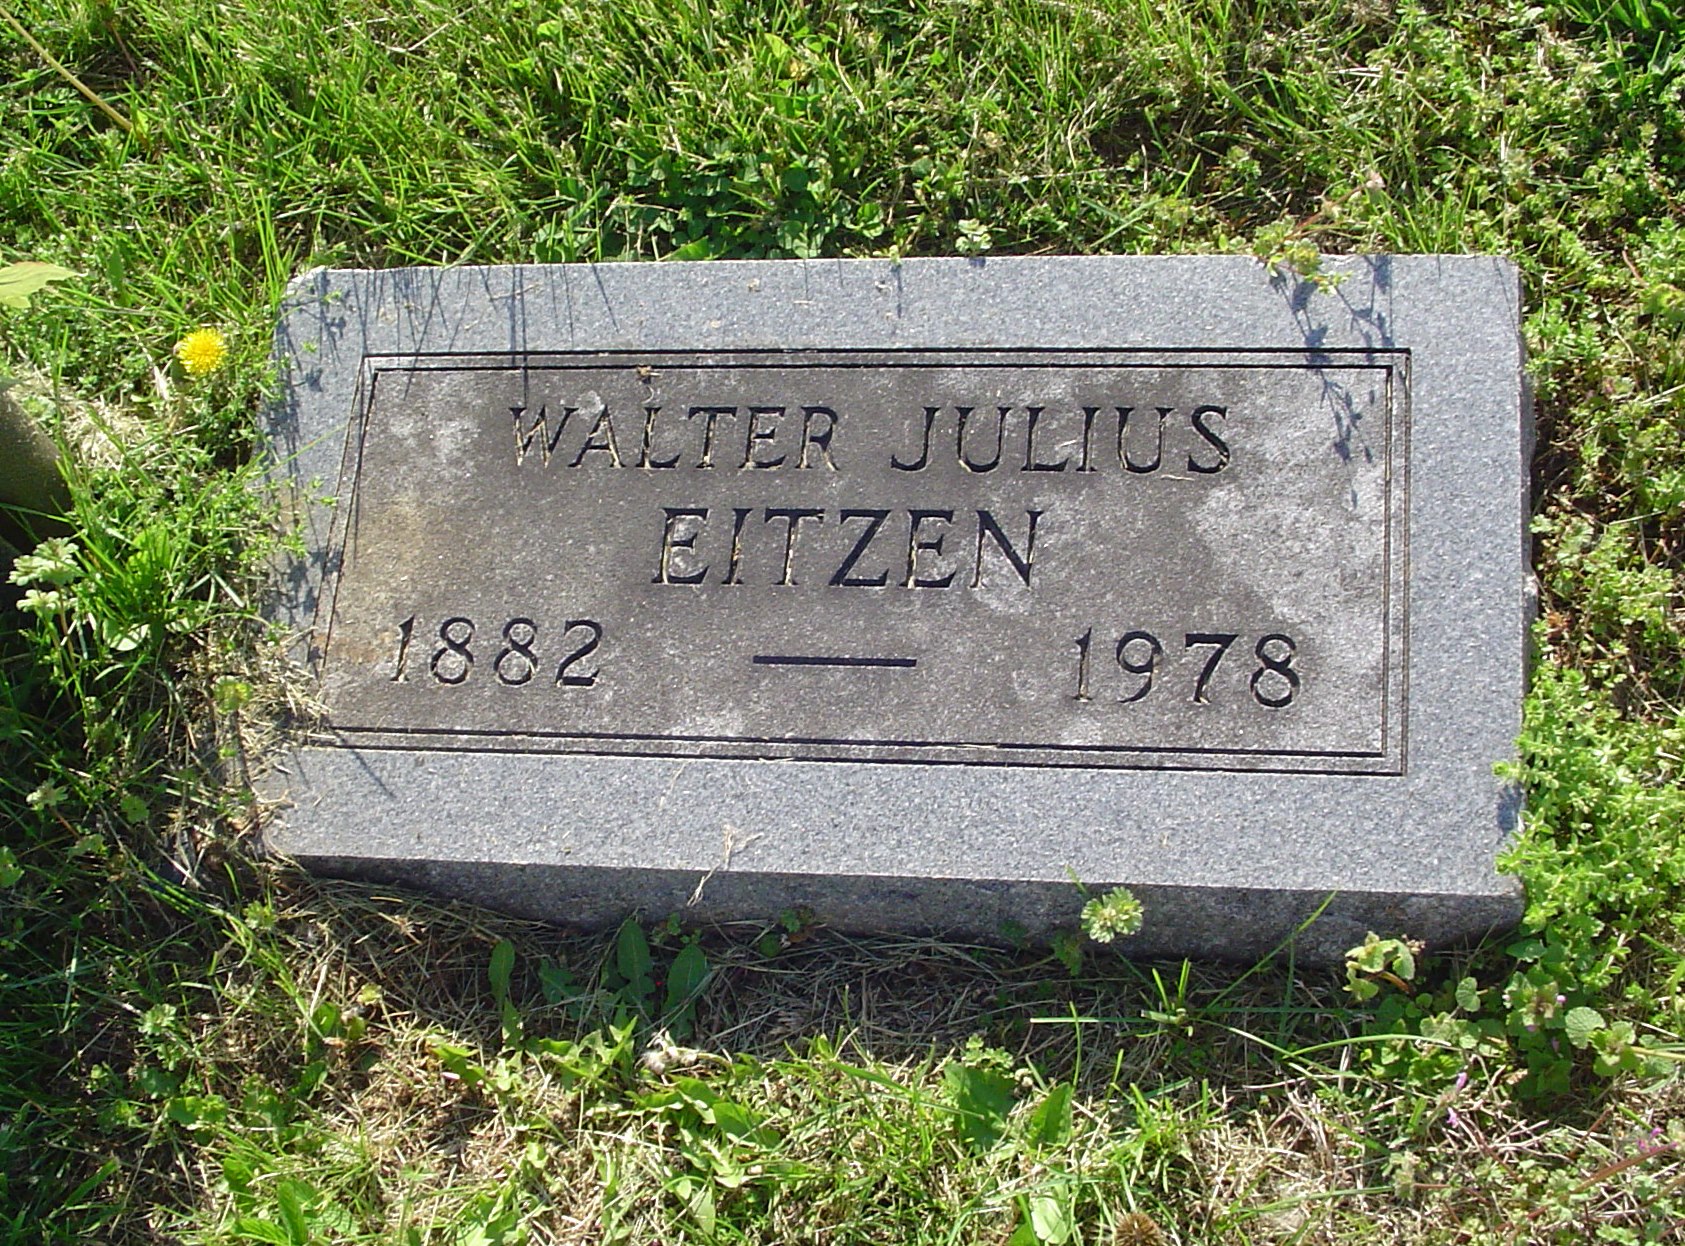 WALTER JULIUS
EITZEN
1882 — 1978